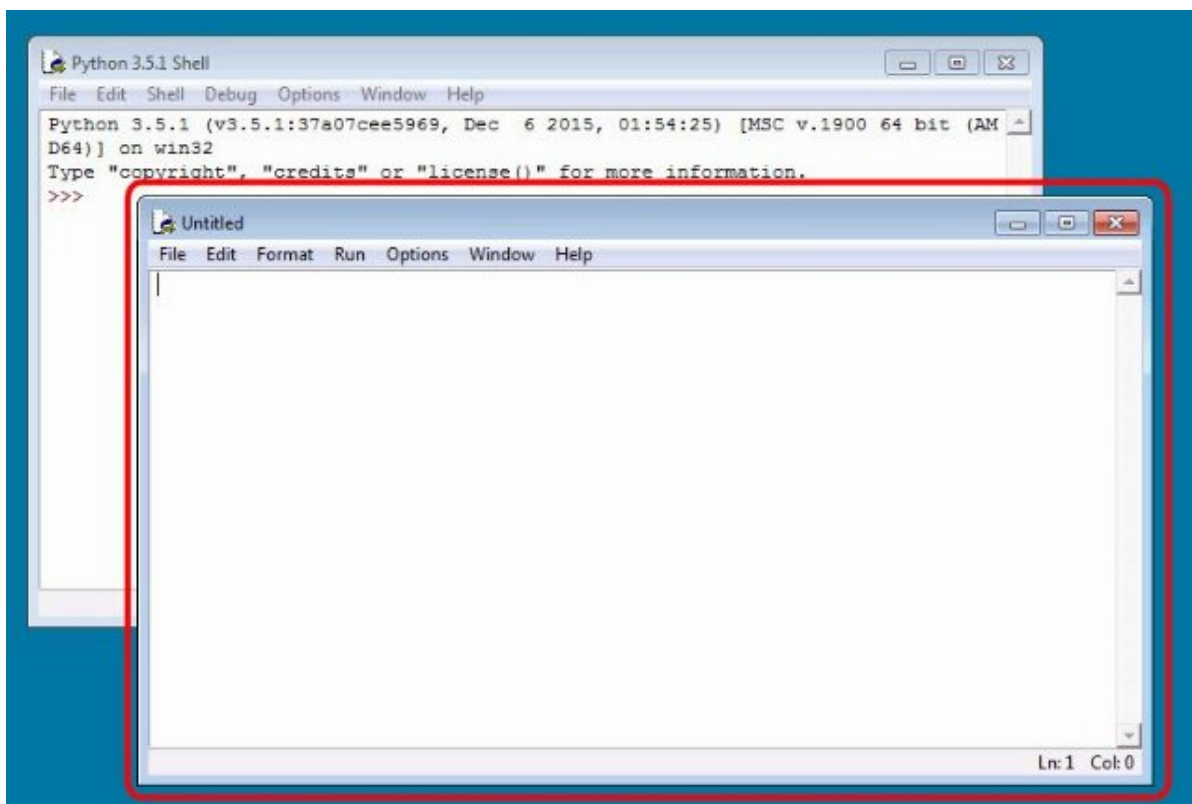 Python 3.5.1 Shell
File Edit Shell Debug Options Window Help
Python 3.5.1 (v3.5.1:37a07cee5969, Dec  6 2015, 01:54:25) [MSC v.1900 64 bit (AM
D64)] on win32
Type "copyright", "credits" or "license()" for more information.
>>>
Untitled
File Edit Format Run Options Window Help
Ln: 1 Col: 0